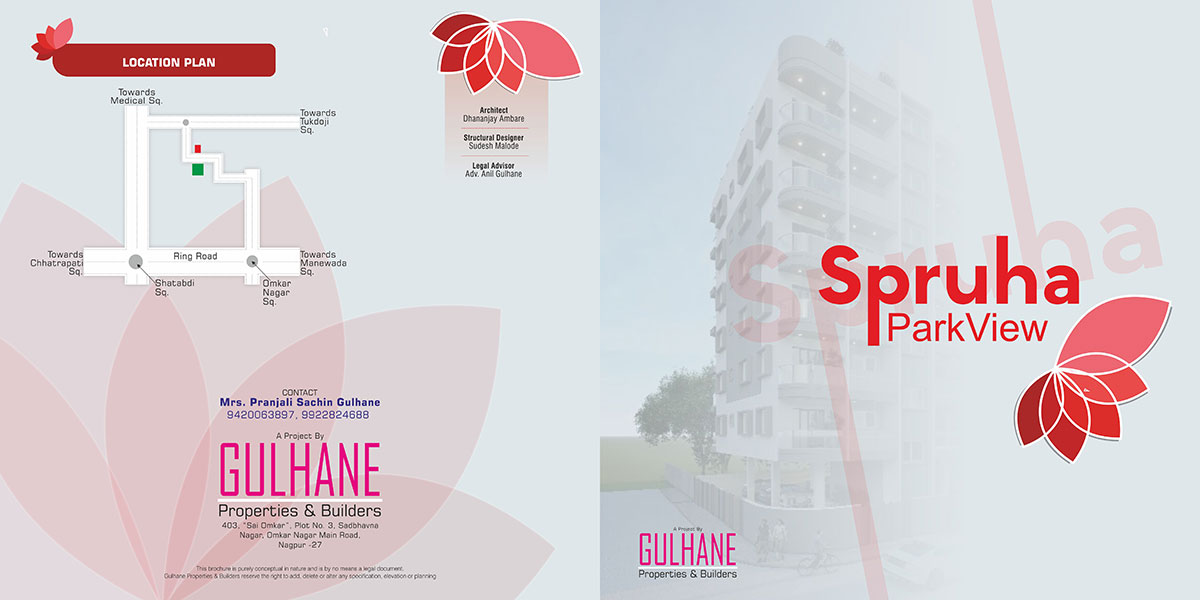 LOCATION PLAN
Towards
Medical Sq.
Towards
Tukdoji
Sq.
Towards
Chhatrapati
Sq.
Ring Road
Towards
Manewada
Sq.
Shatabdi
Sq.
Omkar
Nagar
Sq.
Architect
Dhananjay Ambare
Structural Designer
Sudesh Malode
Legal Advisor
Adv. Anil Gulhane
CONTACT
Mrs. Pranjali Sachin Gulhane
9420063897, 9922824688
A Project By
GULHANE
Properties & Builders
403, "Sai Omkar", Plot No. 3, Sadbhavna
Nagar, Omkar Nagar Main Road,
Nagpur -27
This brochure is purely conceptual in nature and is by no means a legal document.
Gulhane Properties & Builders reserve the right to add, delete or alter any specification, elevation or planning
Spruha
Spruha
ParkView
A Project By
GULHANE
Properties & Builders